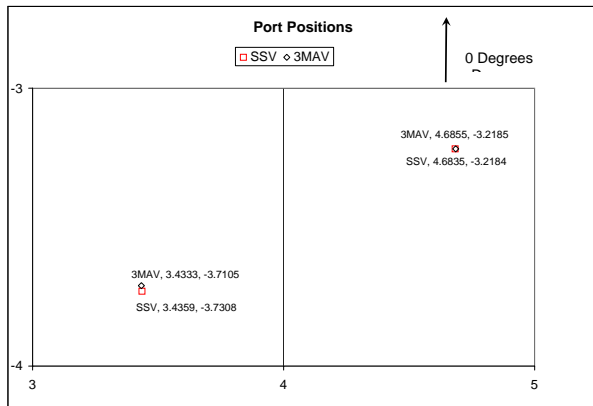 Port Positions
SSV 3MAV
0 Degrees
-3
3MAV, 4.6855, -3.2185
SSV, 4.6835, -3.2184
3MAV, 3.4333, -3.7105
SSV, 3.4359, -3.7308
-4
3 4 5